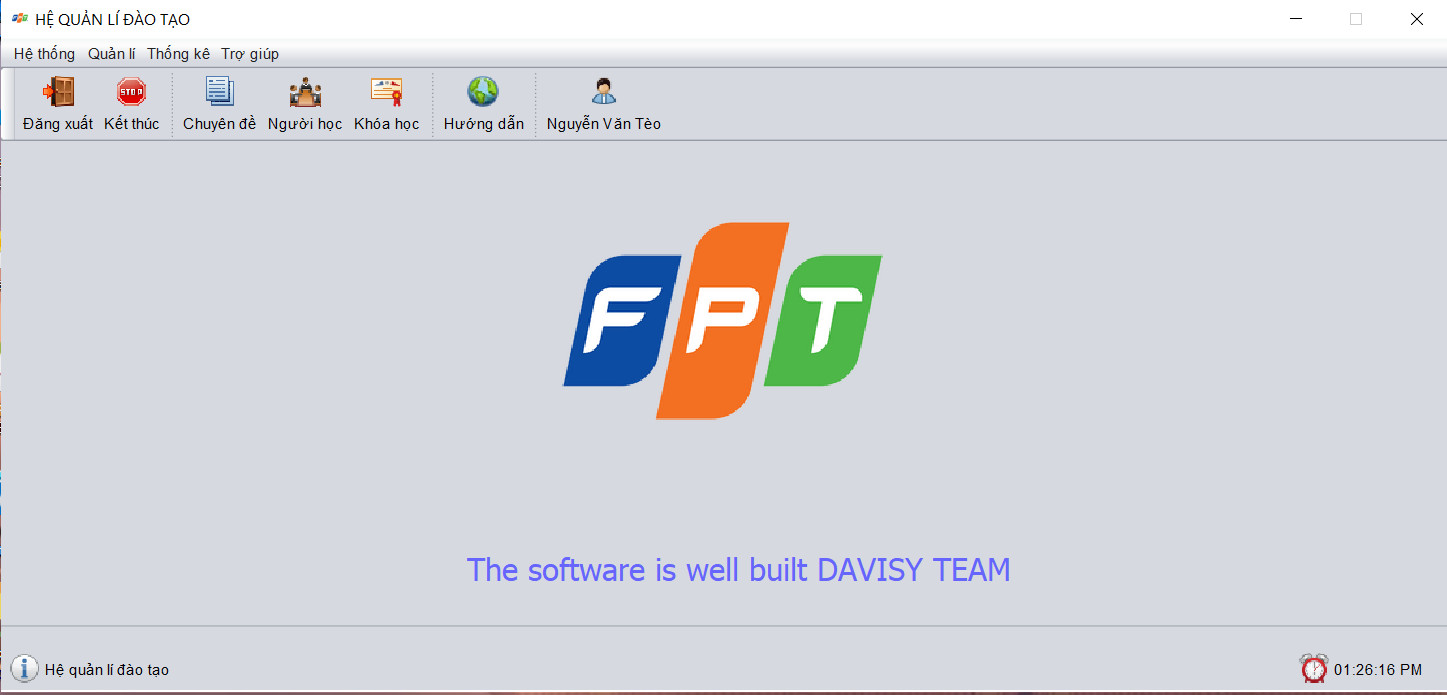 HỆ QUẢN LÍ ĐÀO TẠO
Hệ thống Quản lí Thống kê Trợ giúp
STOP
Đăng xuất Kết thúc Chuyên đề Người học Khóa học Hướng dẫn Nguyễn Văn Tèo
FPT
The software is well built DAVISY TEAM
Hệ quản lí đào tạo 01:26:16 PM